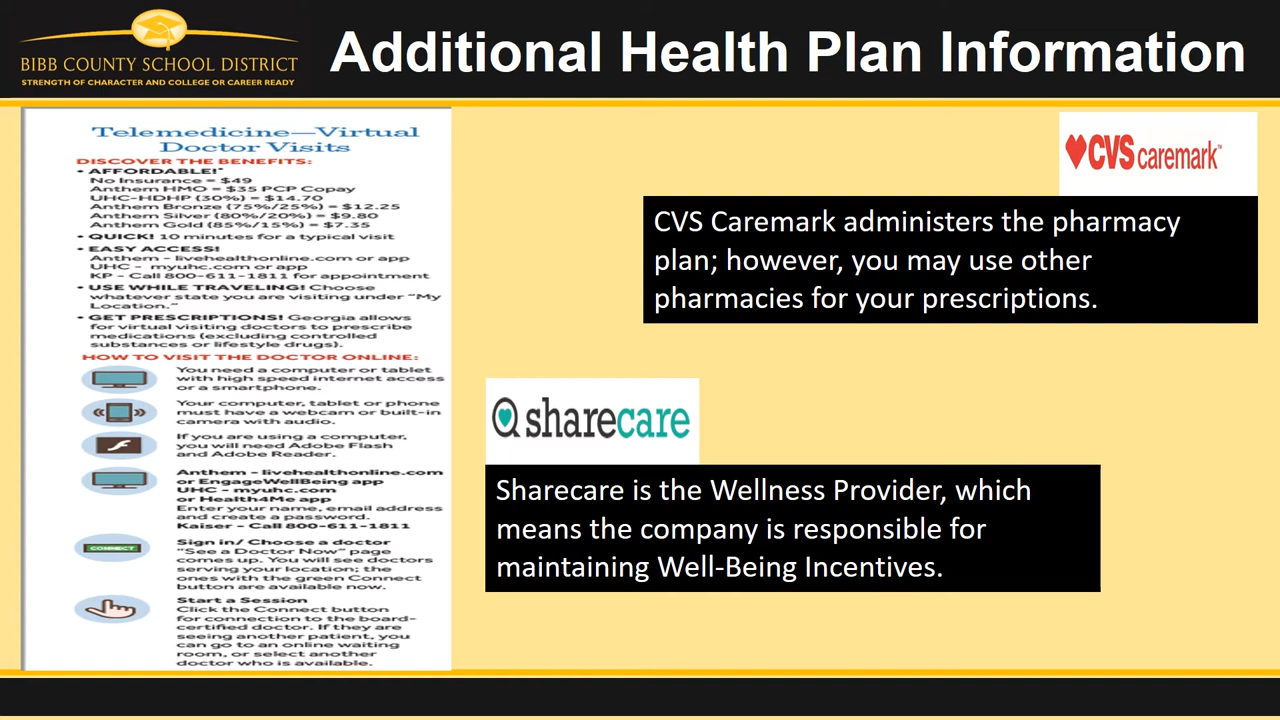 BIBB COUNTY SCHOOL DISTRICT
STRENGTH OF CHARACTER AND COLLEGE OR CAREER READY
Additional Health Plan Information
Telemedicine—Virtual
Doctor Visits
DISCOVER THE BENEFITS:
• AFFORDABLE!*
No Insurance = $49
Anthem HMO = $35 PCP Copay
UHC-HDHP (30%) = $14.70
Anthem Bronze (75%/25%) = $12.25
Anthem Silver (80%/20%) = $9.80
Anthem Gold (85%/15%) = $7.35
• QUICK! 10 minutes for a typical visit
• EASY ACCESS!
Anthem - livehealthonline.com or app
UHC - myuhc.com or app
KP - Call 800-611-1811 for appointment
• USE WHILE TRAVELING! Choose
whatever state you are visiting under "My
Location."
• GET PRESCRIPTIONS! Georgia allows
for virtual visiting doctors to prescribe
medications (excluding controlled
substances or lifestyle drugs).
HOW TO VISIT THE DOCTOR ONLINE:
You need a computer or tablet
with high speed internet access
or a smartphone.
Your computer, tablet or phone
must have a webcam or built-in
camera with audio.
If you are using a computer,
you will need Adobe Flash
and Adobe Reader.
Anthem - livehealthonline.com
or EngageWellBeing app
UHC - myuhc.com
or Health4Me app
Enter your name, email address
and create a password.
Kaiser - Call 800-611-1811
CONNECT
Sign in/ Choose a doctor
"See a Doctor Now" page
comes up. You will see doctors
serving your location; the
ones with the green Connect
button are available now.
Start a Session
Click the Connect button
for connection to the board-
certified doctor. If they are
seeing another patient, you
can go to an online waiting
room, or select another
doctor who is available.
CVS caremark™
CVS Caremark administers the pharmacy
plan; however, you may use other
pharmacies for your prescriptions.
sharecare
Sharecare is the Wellness Provider, which
means the company is responsible for
maintaining Well-Being Incentives.